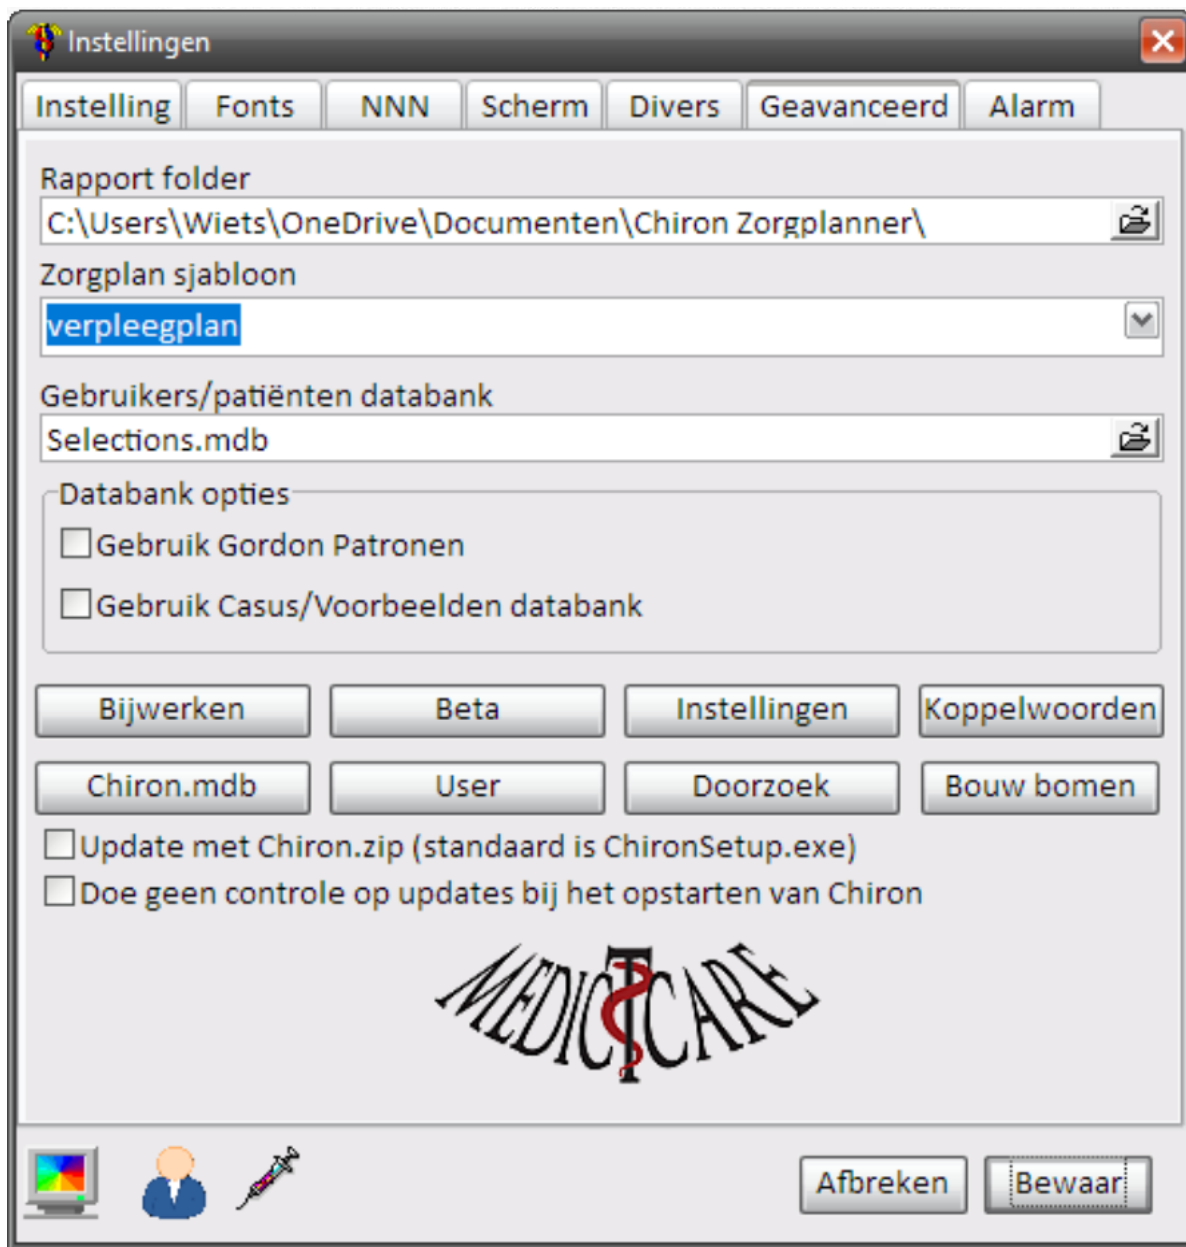 Instellingen
Instelling Fonts NNN Scherm Divers Geavanceerd Alarm
Rapport folder
C:\Users\Wiets\OneDrive\Documenten\Chiron Zorgplanner\
Zorgplan sjabloon
verpleegplan
Gebruikers/patiënten databank
Selections.mdb
Databank opties
Gebruik Gordon Patronen
Gebruik Casus/Voorbeelden databank
Bijwerken Beta Instellingen Koppelwoorden
Chiron.mdb User Doorzoek Bouw bomen
Update met Chiron.zip (standaard is ChironSetup.exe)
Doe geen controle op updates bij het opstarten van Chiron
MEDICTCARE
Afbreken Bewaar